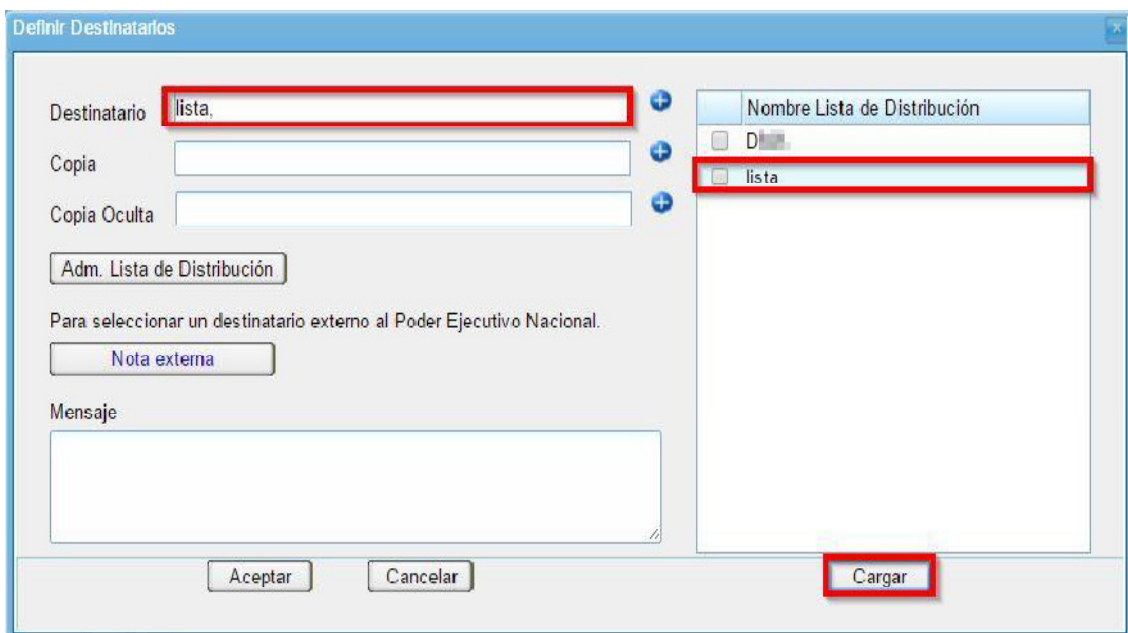 Definir Destinatarios
Destinatario lista,
Copia
Copia Oculta
Adm. Lista de Distribución
Para seleccionar un destinatario externo al Poder Ejecutivo Nacional.
Nota externa
Mensaje
Aceptar Cancelar
Nombre Lista de Distribución
lista
Cargar